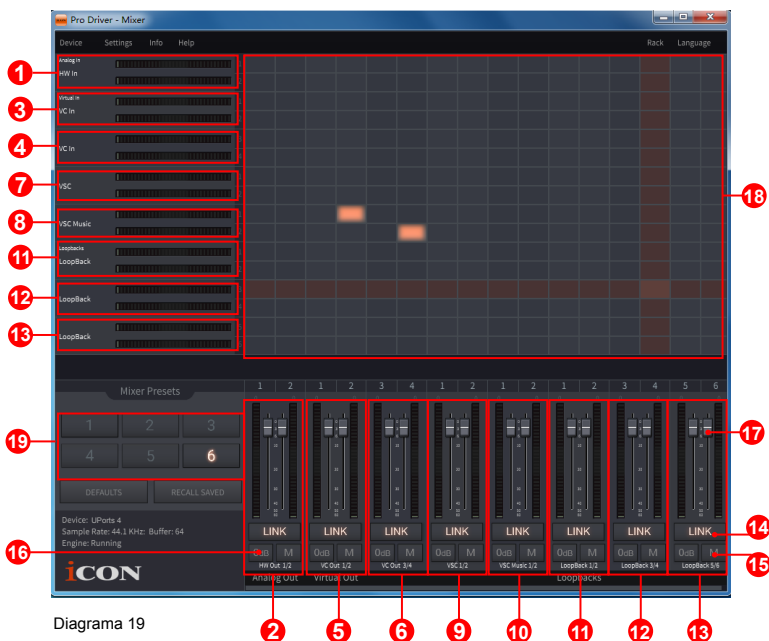 Pro Driver - Mixer
Device Settings Info Help Rack Language
Analog In
1 HW In
Virtual In
3 VC In
4 VC In
7 VSC
18
8 VSC Music
Loopbacks
11 LoopBack
12 LoopBack
13 LoopBack
1 2 1 2 3 4 1 2 1 2 1 2 3 4 5 6
Mixer Presets
19 1 2 3
17
4 5 6
DEFAULTS RECALL SAVED
Device: UPorts 4
Sample Rate: 44.1 KHz: Buffer: 64
Engine: Running
LINK LINK LINK LINK LINK LINK LINK LINK 14
16 0dB M 0dB M 0dB M 0dB M 0dB M 0dB M 0dB M 0dB M 15
HW Out 1/2 VC Out 1/2 VC Out 3/4 VSC 1/2 VSC Music 1/2 LoopBack 1/2 LoopBack 3/4 LoopBack 5/6
iCON
Analog Out Virtual Out Loopbacks
Diagrama 19
2 5 6 9 10 11 12 13